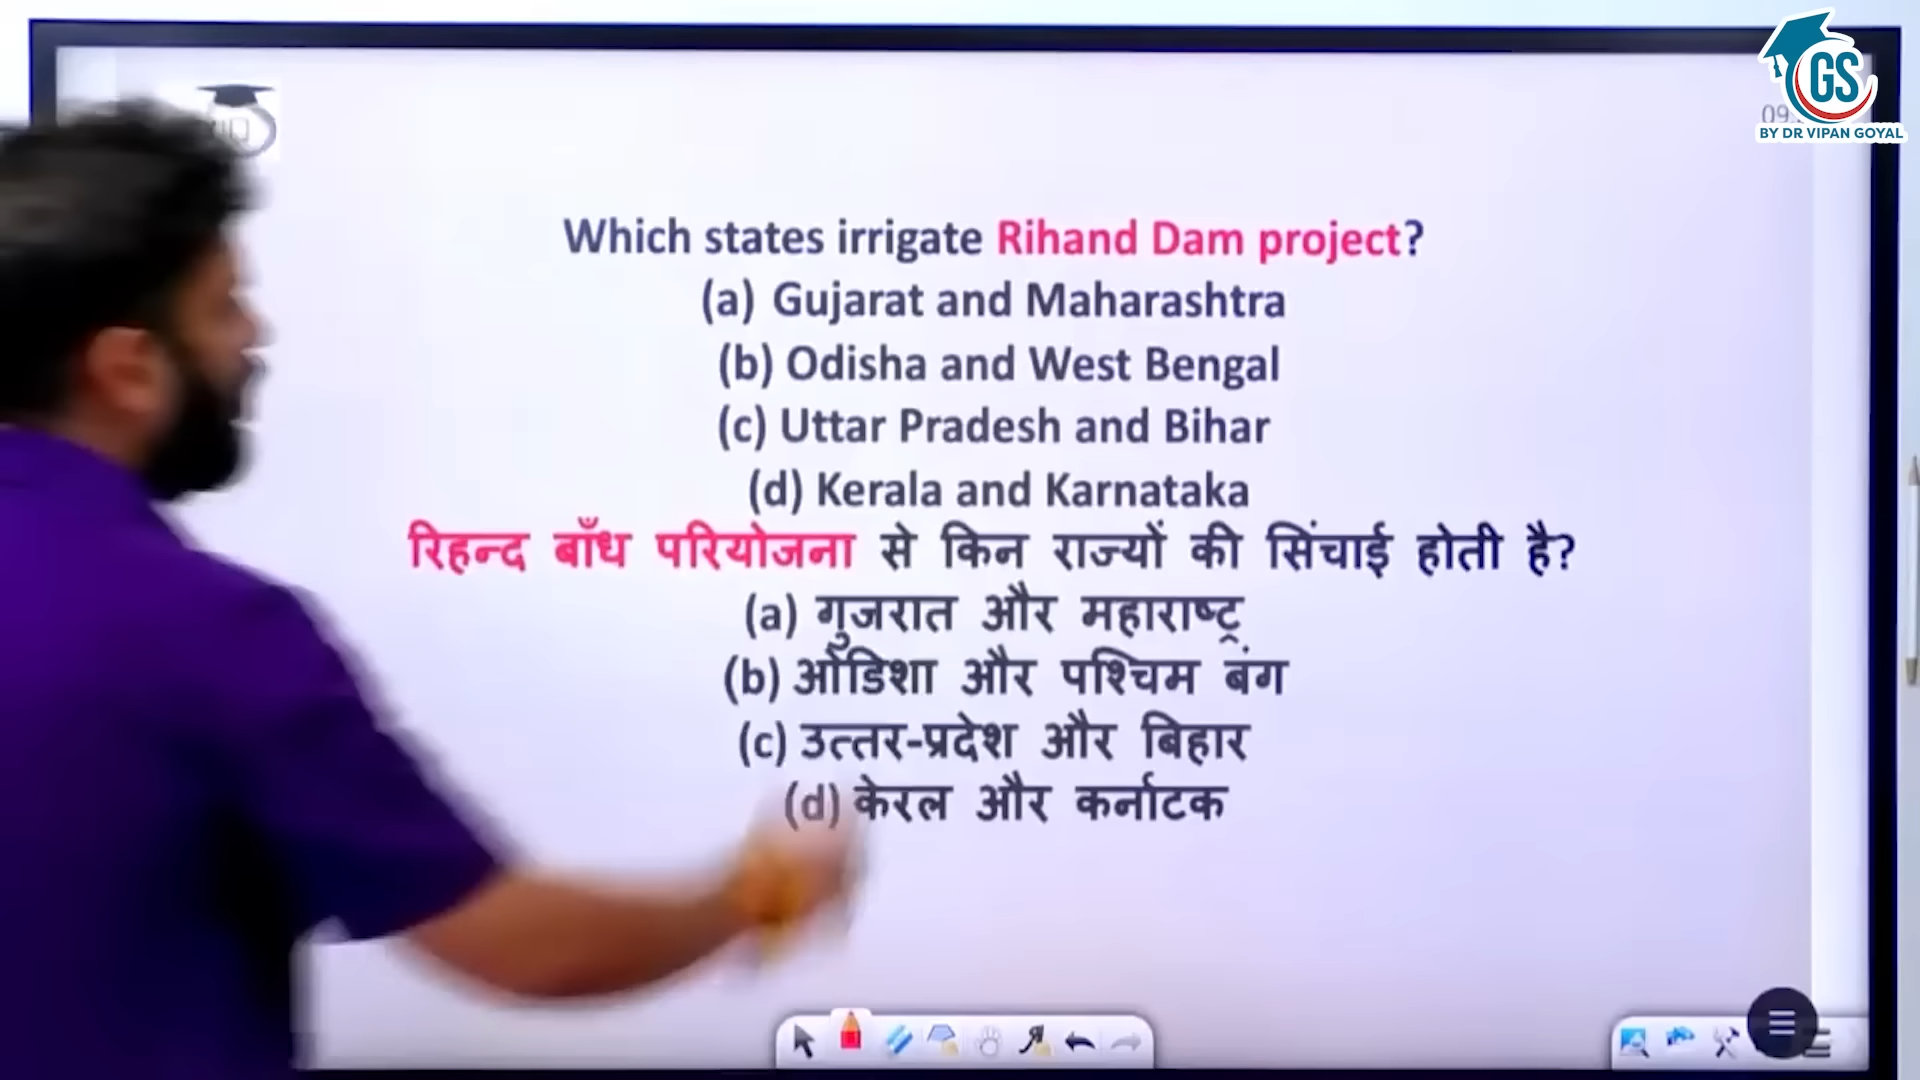 GS
BY DR VIPAN GOYAL
09
Which states irrigate Rihand Dam project?
(a) Gujarat and Maharashtra
(b) Odisha and West Bengal
(c) Uttar Pradesh and Bihar
(d) Kerala and Karnataka
रिहन्द बाँध परियोजना से किन राज्यों की सिंचाई होती है?
(a) गुजरात और महाराष्ट्र
(b) ओडिशा और पश्चिम बंग
(c) उत्तर-प्रदेश और बिहार
(d) केरल और कर्नाटक